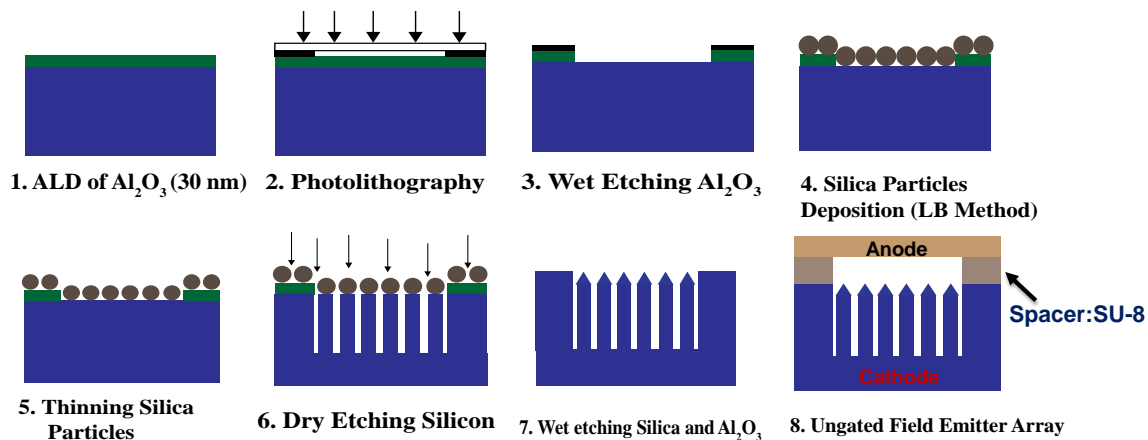 1. ALD of Al₂O₃ (30 nm)
2. Photolithography
3. Wet Etching Al₂O₃
4. Silica Particles
Deposition (LB Method)
5. Thinning Silica
Particles
6. Dry Etching Silicon
7. Wet etching Silica and Al₂O₃
Anode
Spacer:SU-8
Cathode
8. Ungated Field Emitter Array